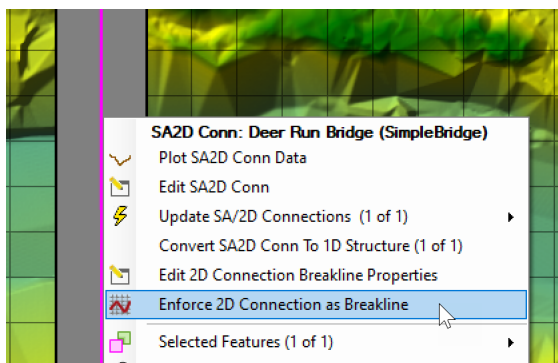 SA2D Conn: Deer Run Bridge (SimpleBridge)
Plot SA2D Conn Data
Edit SA2D Conn
Update SA/2D Connections (1 of 1)
Convert SA2D Conn To 1D Structure (1 of 1)
Edit 2D Connection Breakline Properties
Enforce 2D Connection as Breakline
Selected Features (1 of 1)